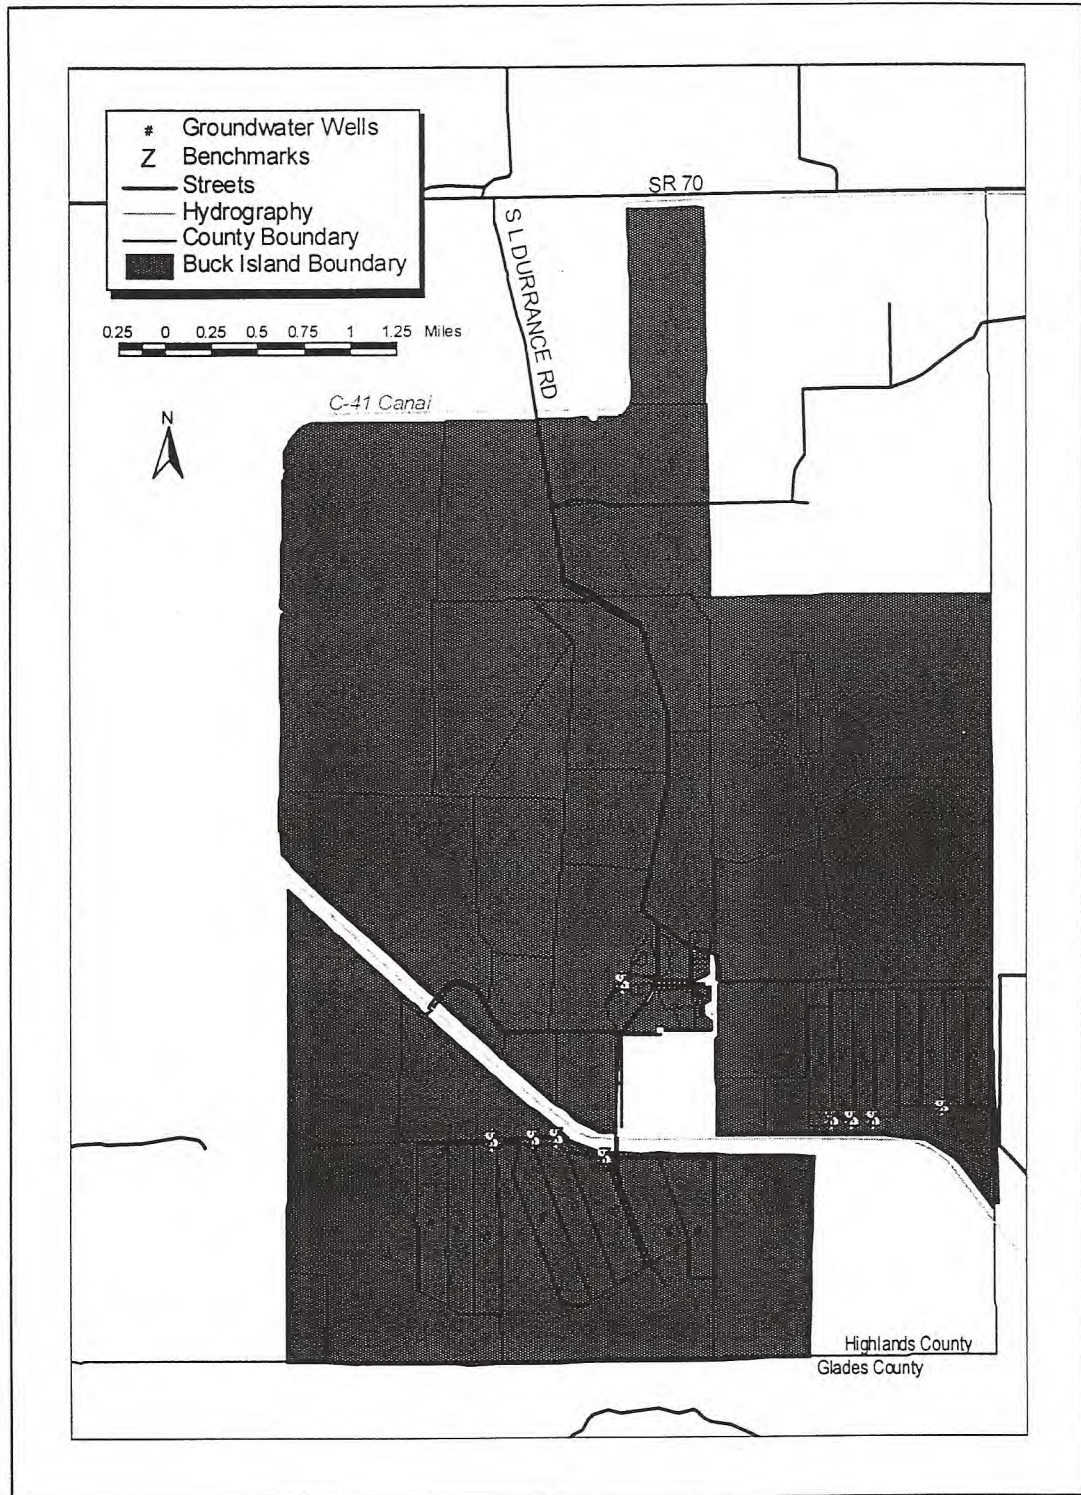 # Groundwater Wells
Z Benchmarks
Streets
Hydrography
County Boundary
Buck Island Boundary
SR 70
S L DURRANCE RD
0.25 0 0.25 0.5 0.75 1 1.25 Miles
C-41 Canal
N
Highlands County
Glades County